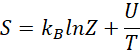 S = k_B lnZ + U/T